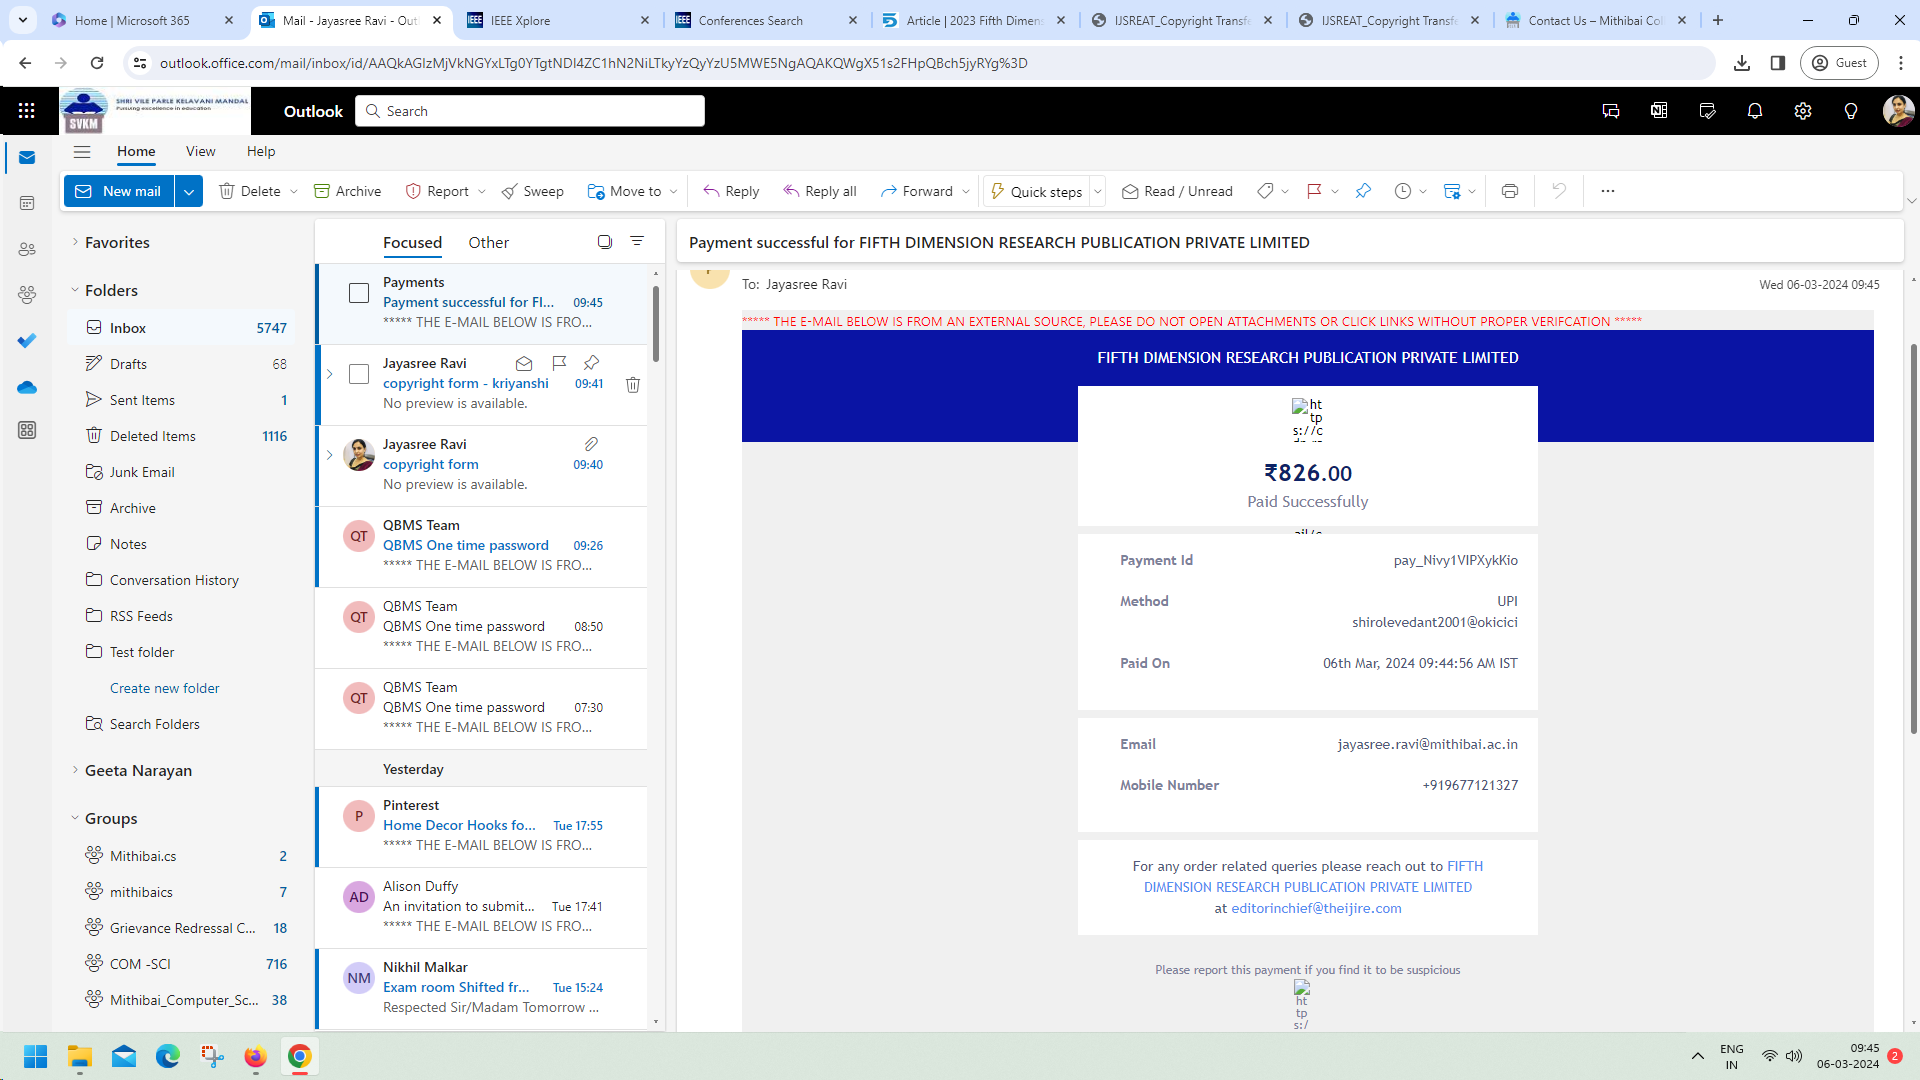 Home | Microsoft 365
Mail - Jayasree Ravi - Out
IEEE Xplore
Conferences Search
Article | 2023 Fifth Dimen
IJSREAT_Copyright Transfe
IJSREAT_Copyright Transfe
Contact Us – Mithibai Col
outlook.office.com/mail/inbox/id/AAQkAGIzMjVkNGYxLTg0YTgtNDI4ZC1hN2NiLTkyYzQyYzU5MWE5NgAQAKQWgX51s2FHpQBch5jyRYg%3D
Guest
SVKM
SHRI VILE PARLE KELAVANI MANDAL
Pursuing excellence in education
Outlook
Search
Home
View
Help
New mail
Delete
Archive
Report
Sweep
Move to
Reply
Reply all
Forward
Quick steps
Read / Unread
Favorites
Folders
Inbox 5747
Drafts 68
Sent Items 1
Deleted Items 1116
Junk Email
Archive
Notes
Conversation History
RSS Feeds
Test folder
Create new folder
Search Folders
Geeta Narayan
Groups
Mithibai.cs 2
mithibaics 7
Grievance Redressal C... 18
COM -SCI 716
Mithibai_Computer_Sc... 38
Focused
Other
Payments
Payment successful for FI... 09:45
***** THE E-MAIL BELOW IS FRO...
Jayasree Ravi
copyright form - kriyanshi 09:41
No preview is available.
Jayasree Ravi
copyright form 09:40
No preview is available.
QT
QBMS Team
QBMS One time password 09:26
***** THE E-MAIL BELOW IS FRO...
QT
QBMS Team
QBMS One time password 08:50
***** THE E-MAIL BELOW IS FRO...
QT
QBMS Team
QBMS One time password 07:30
***** THE E-MAIL BELOW IS FRO...
Yesterday
P
Pinterest
Home Decor Hooks fo... Tue 17:55
***** THE E-MAIL BELOW IS FRO...
AD
Alison Duffy
An invitation to submit... Tue 17:41
***** THE E-MAIL BELOW IS FRO...
NM
Nikhil Malkar
Exam room Shifted fr... Tue 15:24
Respected Sir/Madam Tomorrow ...
Payment successful for FIFTH DIMENSION RESEARCH PUBLICATION PRIVATE LIMITED
To: Jayasree Ravi
Wed 06-03-2024 09:45
***** THE E-MAIL BELOW IS FROM AN EXTERNAL SOURCE, PLEASE DO NOT OPEN ATTACHMENTS OR CLICK LINKS WITHOUT PROPER VERIFCATION *****
FIFTH DIMENSION RESEARCH PUBLICATION PRIVATE LIMITED
ht
tp
s://c
₹826.00
Paid Successfully
Payment Id pay_Nivy1VIPXykKio
Method UPI
shirolevedant2001@okicici
Paid On 06th Mar, 2024 09:44:56 AM IST
Email jayasree.ravi@mithibai.ac.in
Mobile Number +919677121327
For any order related queries please reach out to FIFTH
DIMENSION RESEARCH PUBLICATION PRIVATE LIMITED
at editorinchief@theijire.com
Please report this payment if you find it to be suspicious
ht
tp
s:/
ENG
IN
09:45
06-03-2024
2